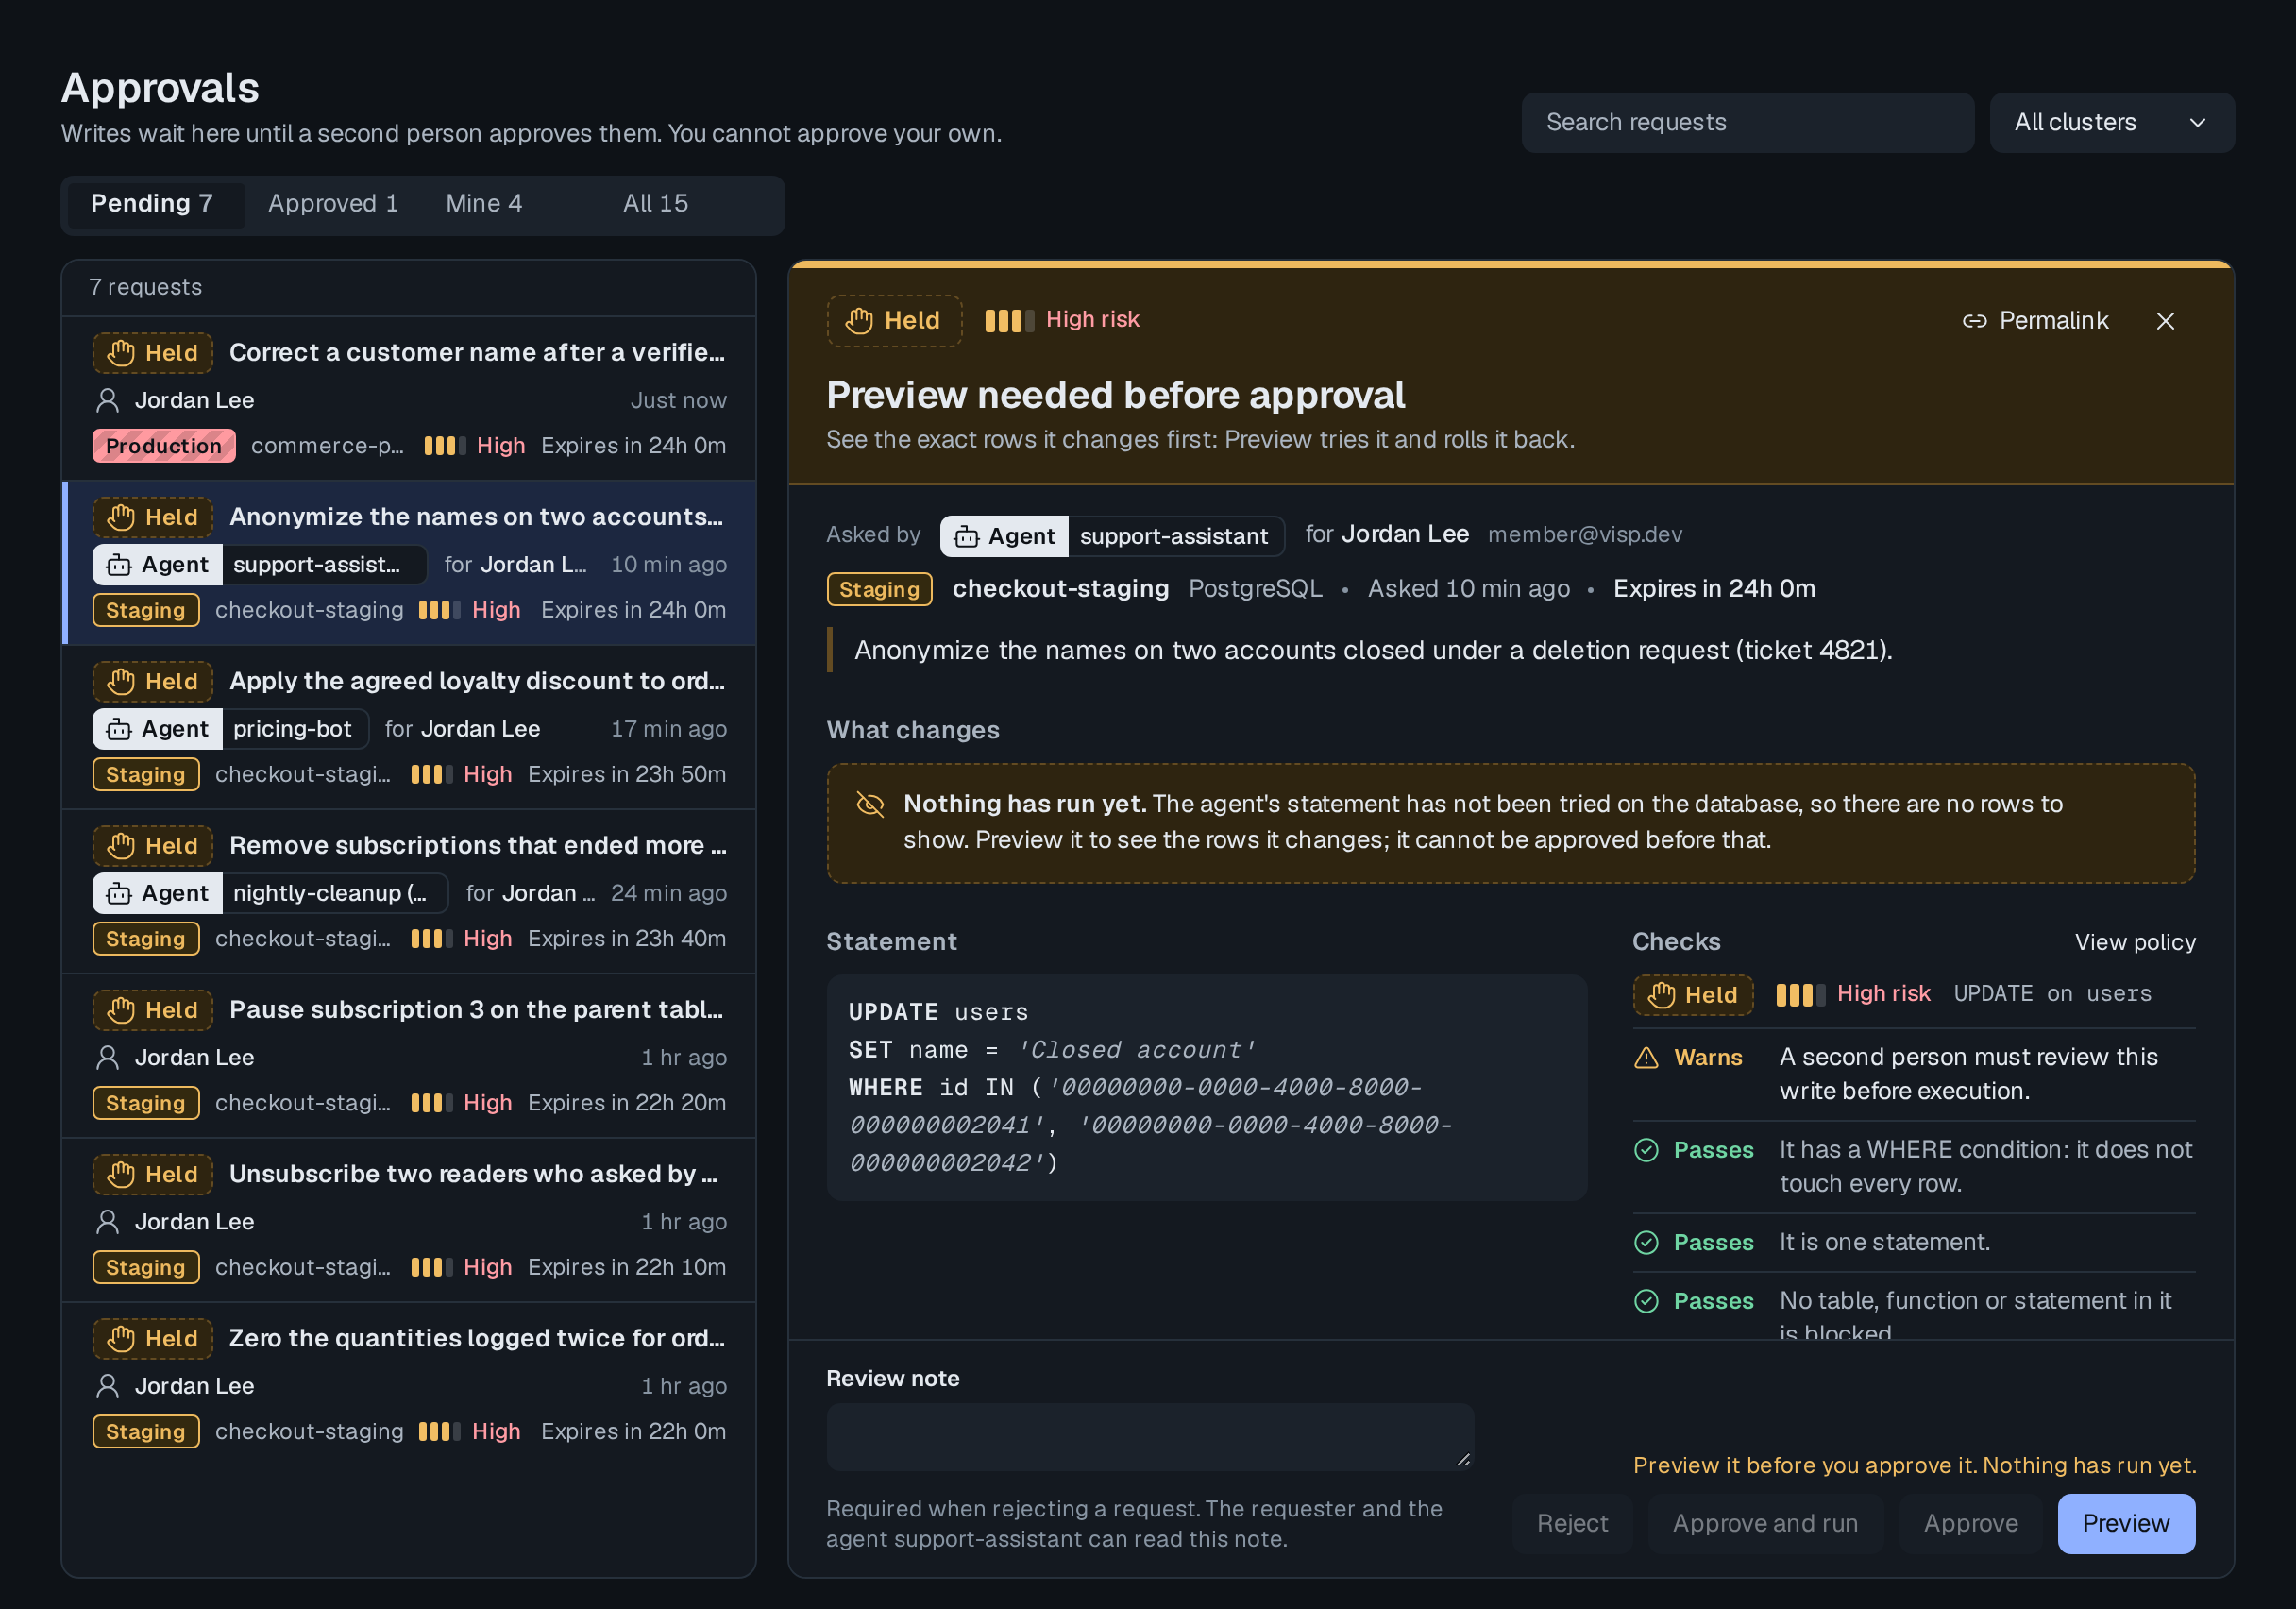 Approvals
Writes wait here until a second person approves them. You cannot approve your own.
Search requests
All clusters
Pending 7
Approved 1
Mine 4
All 15
7 requests
Held Correct a customer name after a verifie...
Jordan Lee Just now
Production commerce-p... High Expires in 24h 0m
Held Anonymize the names on two accounts...
Agent support-assist... for Jordan L... 10 min ago
Staging checkout-staging High Expires in 24h 0m
Held Apply the agreed loyalty discount to ord...
Agent pricing-bot for Jordan Lee 17 min ago
Staging checkout-stagi... High Expires in 23h 50m
Held Remove subscriptions that ended more ...
Agent nightly-cleanup (... for Jordan ... 24 min ago
Staging checkout-stagi... High Expires in 23h 40m
Held Pause subscription 3 on the parent tabl...
Jordan Lee 1 hr ago
Staging checkout-stagi... High Expires in 22h 20m
Held Unsubscribe two readers who asked by ...
Jordan Lee 1 hr ago
Staging checkout-stagi... High Expires in 22h 10m
Held Zero the quantities logged twice for ord...
Jordan Lee 1 hr ago
Staging checkout-staging High Expires in 22h 0m
Held High risk Permalink
Preview needed before approval
See the exact rows it changes first: Preview tries it and rolls it back.
Asked by Agent support-assistant for Jordan Lee member@visp.dev
Staging checkout-staging PostgreSQL • Asked 10 min ago • Expires in 24h 0m
Anonymize the names on two accounts closed under a deletion request (ticket 4821).
What changes
Nothing has run yet. The agent's statement has not been tried on the database, so there are no rows to
show. Preview it to see the rows it changes; it cannot be approved before that.
Statement
UPDATE users
SET name = 'Closed account'
WHERE id IN ('00000000-0000-4000-8000-
000000002041', '00000000-0000-4000-8000-
000000002042')
Checks View policy
Held High risk UPDATE on users
Warns A second person must review this
write before execution.
Passes It has a WHERE condition: it does not
touch every row.
Passes It is one statement.
Passes No table, function or statement in it
is blocked
Review note
Required when rejecting a request. The requester and the
agent support-assistant can read this note.
Preview it before you approve it. Nothing has run yet.
Reject
Approve and run
Approve
Preview